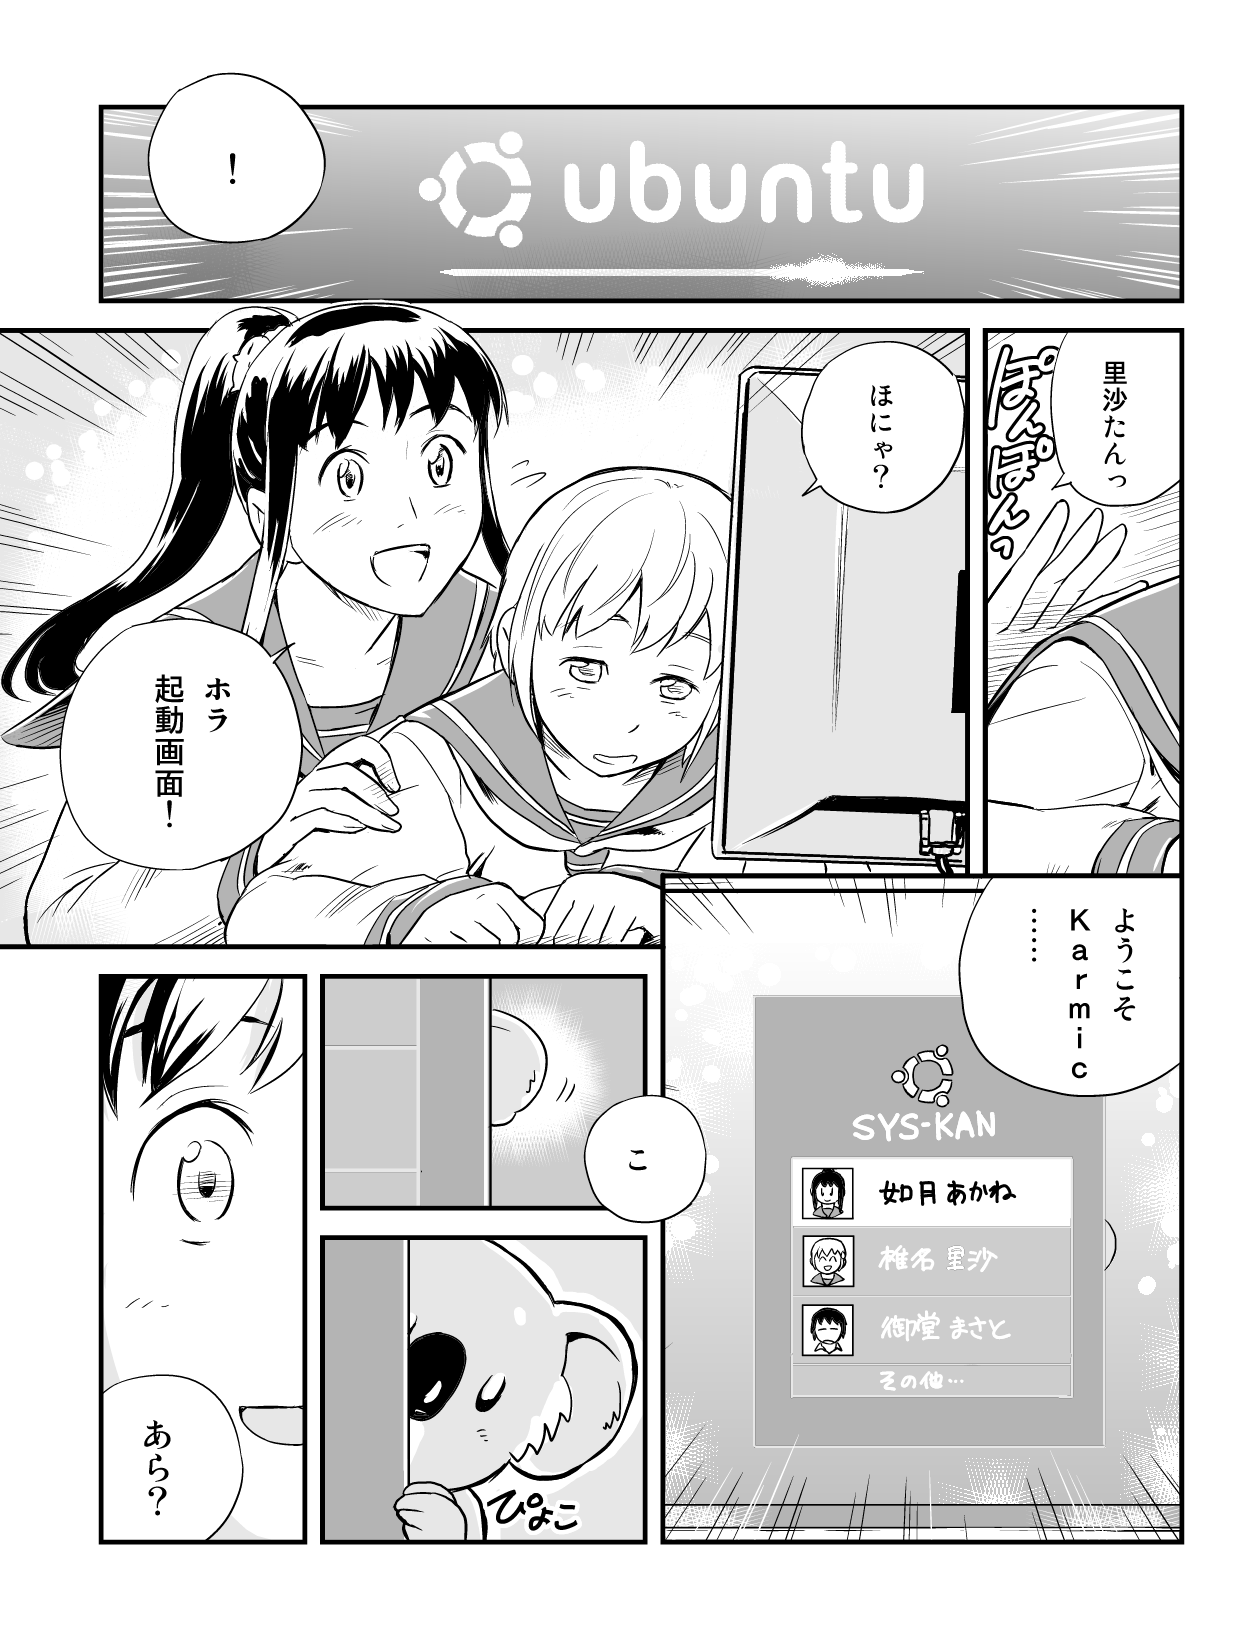 ！
ubuntu
里沙たんっ
ぽんぽんっ
ほにゃ？
ホラ
起動画面！
ようこそ
Karmic
……
SYS-KAN
如月あかね
椎名里沙
御堂まさと
その他…
こ
ぴょこ
あら？